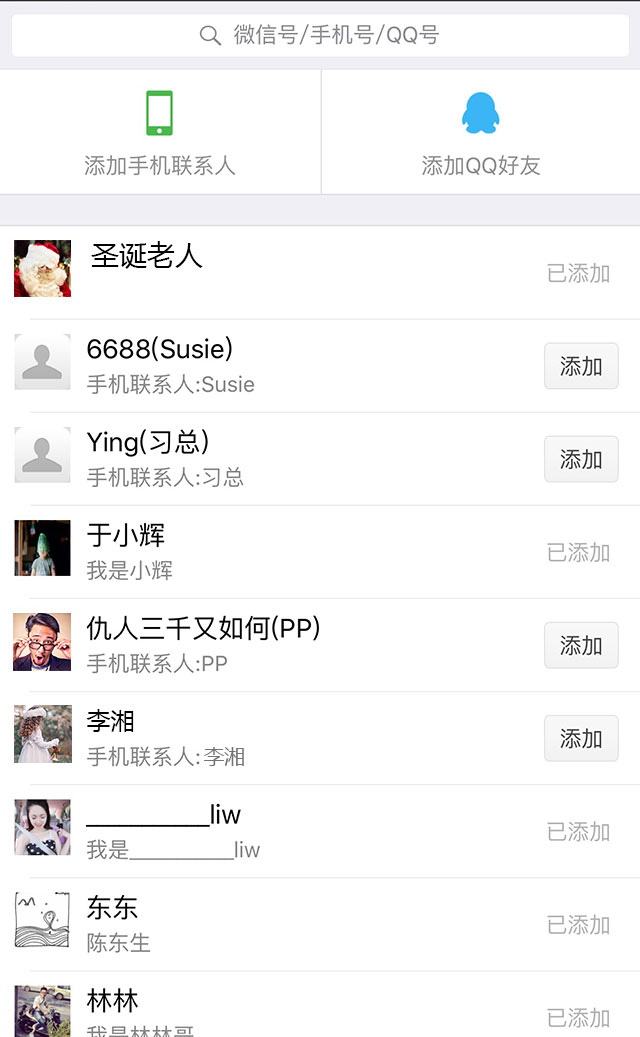 微信号/手机号/QQ号
添加手机联系人
添加QQ好友
圣诞老人
已添加
6688(Susie)
手机联系人:Susie
添加
Ying(习总)
手机联系人:习总
添加
于小辉
我是小辉
已添加
仇人三千又如何(PP)
手机联系人:PP
添加
李湘
手机联系人:李湘
添加
___________liw
我是__________liw
已添加
东东
陈东生
已添加
林林
我是林林哥
已添加